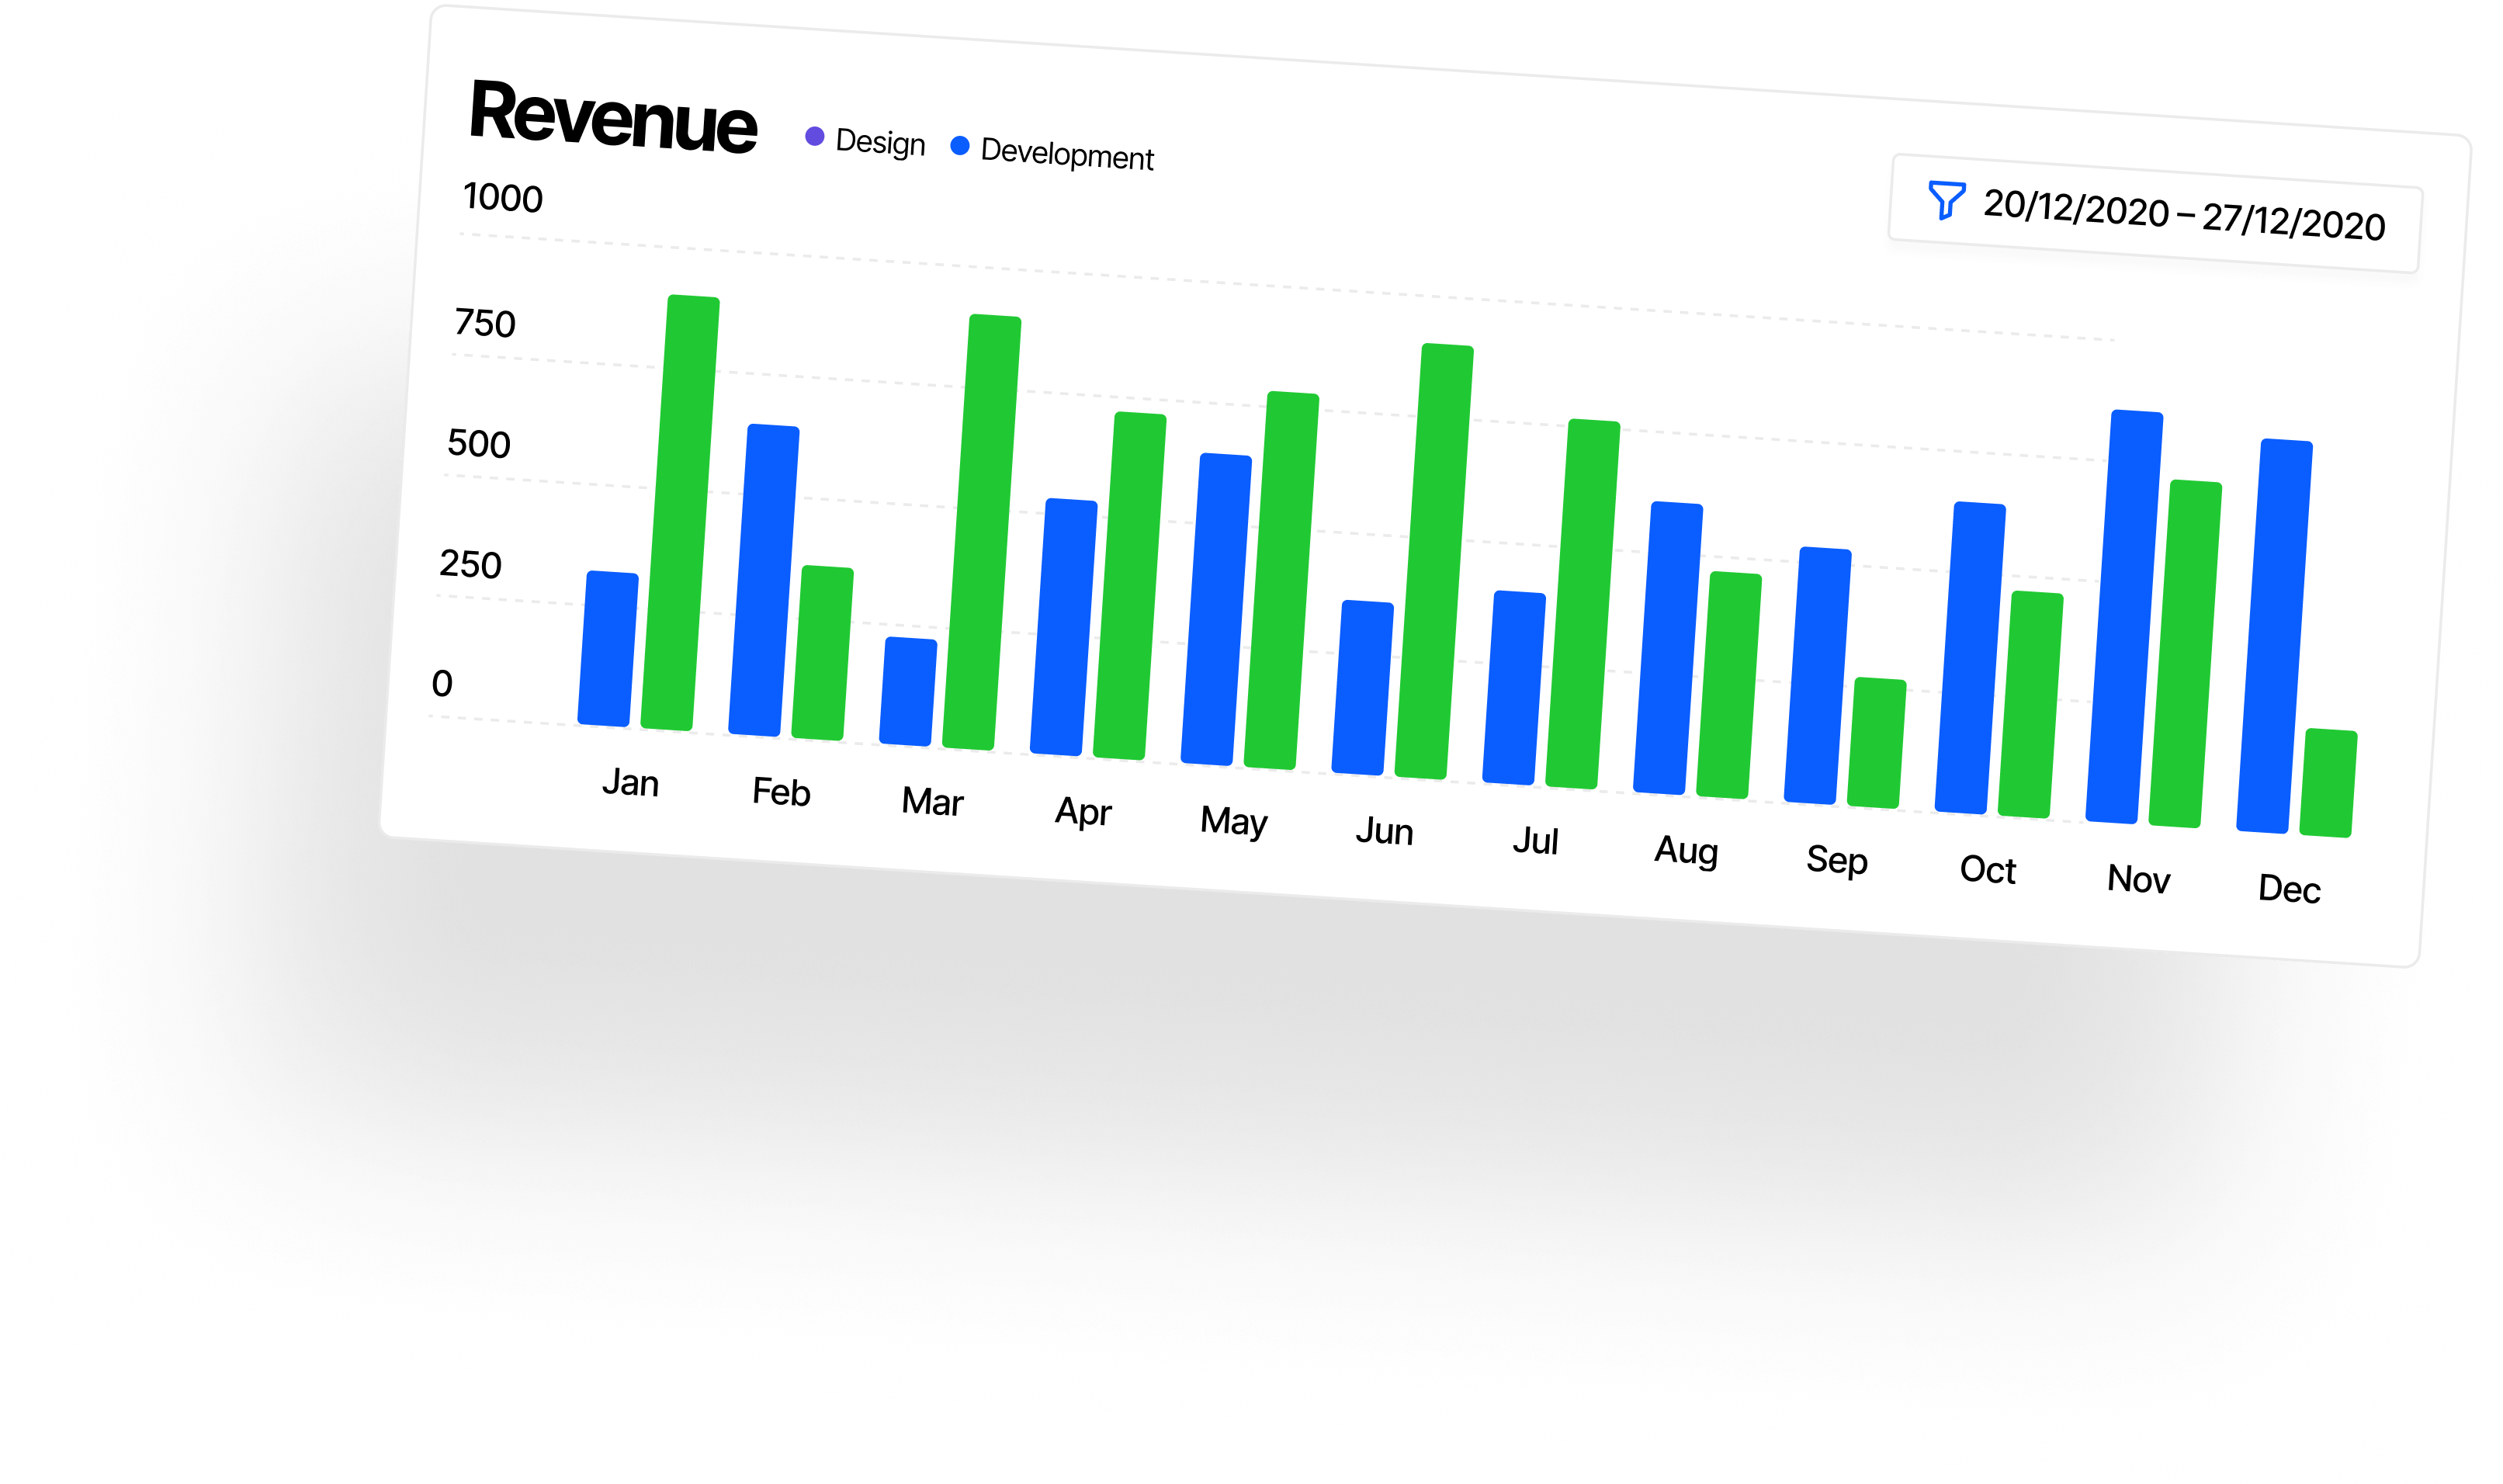 Revenue
Design
Development
20/12/2020 – 27/12/2020
1000
750
500
250
0
Jan
Feb
Mar
Apr
May
Jun
Jul
Aug
Sep
Oct
Nov
Dec